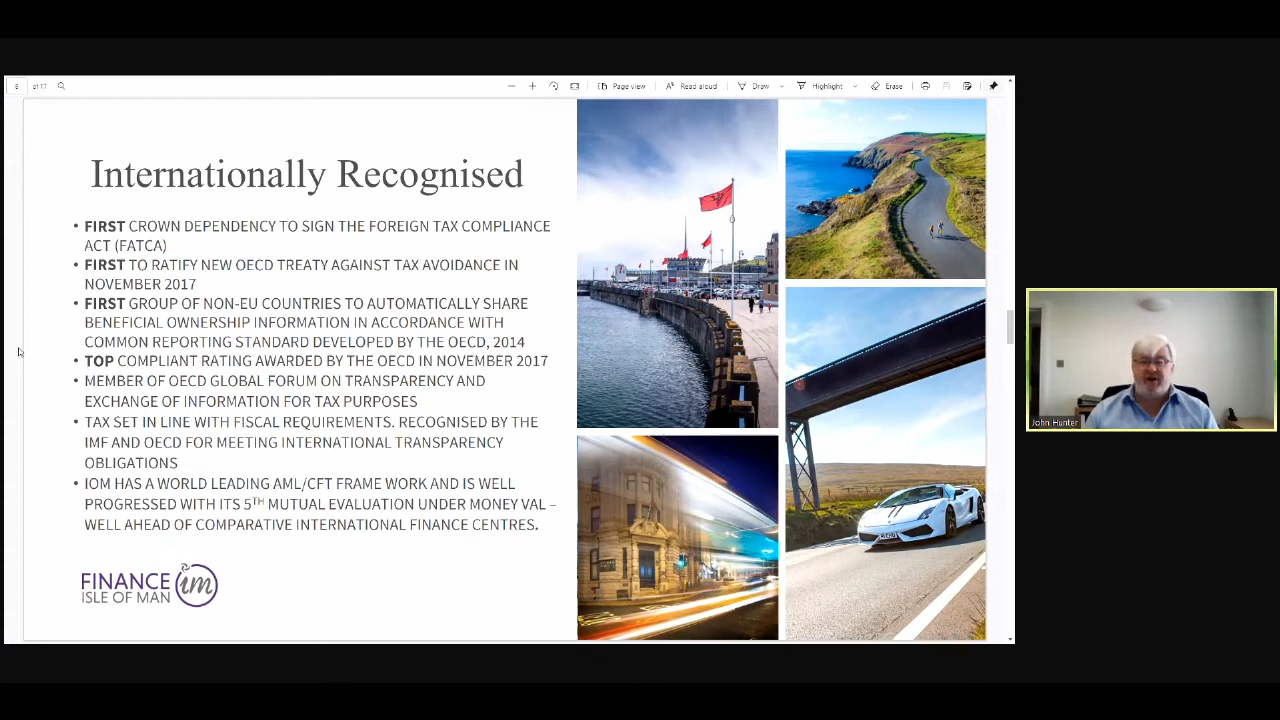 8 of 17
Page view
Read aloud
Draw
Highlight
Erase
Internationally Recognised
• FIRST CROWN DEPENDENCY TO SIGN THE FOREIGN TAX COMPLIANCE
ACT (FATCA)
• FIRST TO RATIFY NEW OECD TREATY AGAINST TAX AVOIDANCE IN
NOVEMBER 2017
• FIRST GROUP OF NON-EU COUNTRIES TO AUTOMATICALLY SHARE
BENEFICIAL OWNERSHIP INFORMATION IN ACCORDANCE WITH
COMMON REPORTING STANDARD DEVELOPED BY THE OECD, 2014
• TOP COMPLIANT RATING AWARDED BY THE OECD IN NOVEMBER 2017
• MEMBER OF OECD GLOBAL FORUM ON TRANSPARENCY AND
EXCHANGE OF INFORMATION FOR TAX PURPOSES
• TAX SET IN LINE WITH FISCAL REQUIREMENTS. RECOGNISED BY THE
IMF AND OECD FOR MEETING INTERNATIONAL TRANSPARENCY
OBLIGATIONS
• IOM HAS A WORLD LEADING AML/CFT FRAME WORK AND IS WELL
PROGRESSED WITH ITS 5TH MUTUAL EVALUATION UNDER MONEY VAL –
WELL AHEAD OF COMPARATIVE INTERNATIONAL FINANCE CENTRES.
FINANCE im
ISLE OF MAN
John Hunter